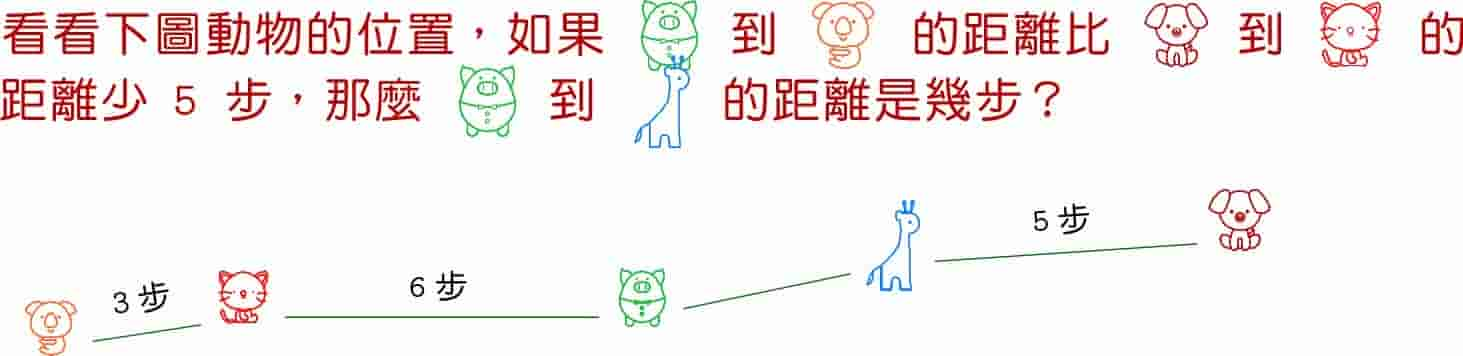 看看下圖動物的位置，如果 到 的距離比 到 的
距離少 5 步，那麼 到 的距離是幾步？
5 步
3 步
6 步